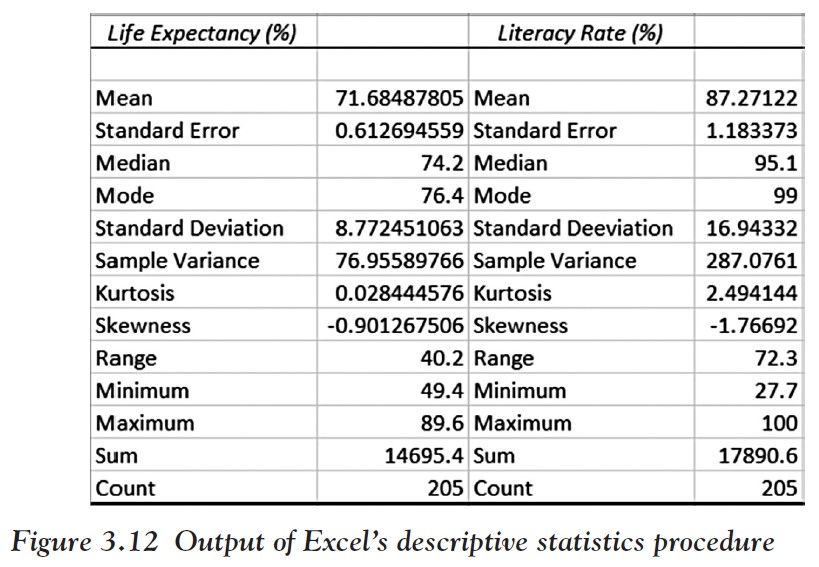 Life Expectancy (%) Literacy Rate (%)
Mean 71.68487805 Mean 87.27122
Standard Error 0.612694559 Standard Error 1.183373
Median 74.2 Median 95.1
Mode 76.4 Mode 99
Standard Deviation 8.772451063 Standard Deeviation 16.94332
Sample Variance 76.95589766 Sample Variance 287.0761
Kurtosis 0.028444576 Kurtosis 2.494144
Skewness -0.901267506 Skewness -1.76692
Range 40.2 Range 72.3
Minimum 49.4 Minimum 27.7
Maximum 89.6 Maximum 100
Sum 14695.4 Sum 17890.6
Count 205 Count 205
Figure 3.12 Output of Excel’s descriptive statistics procedure